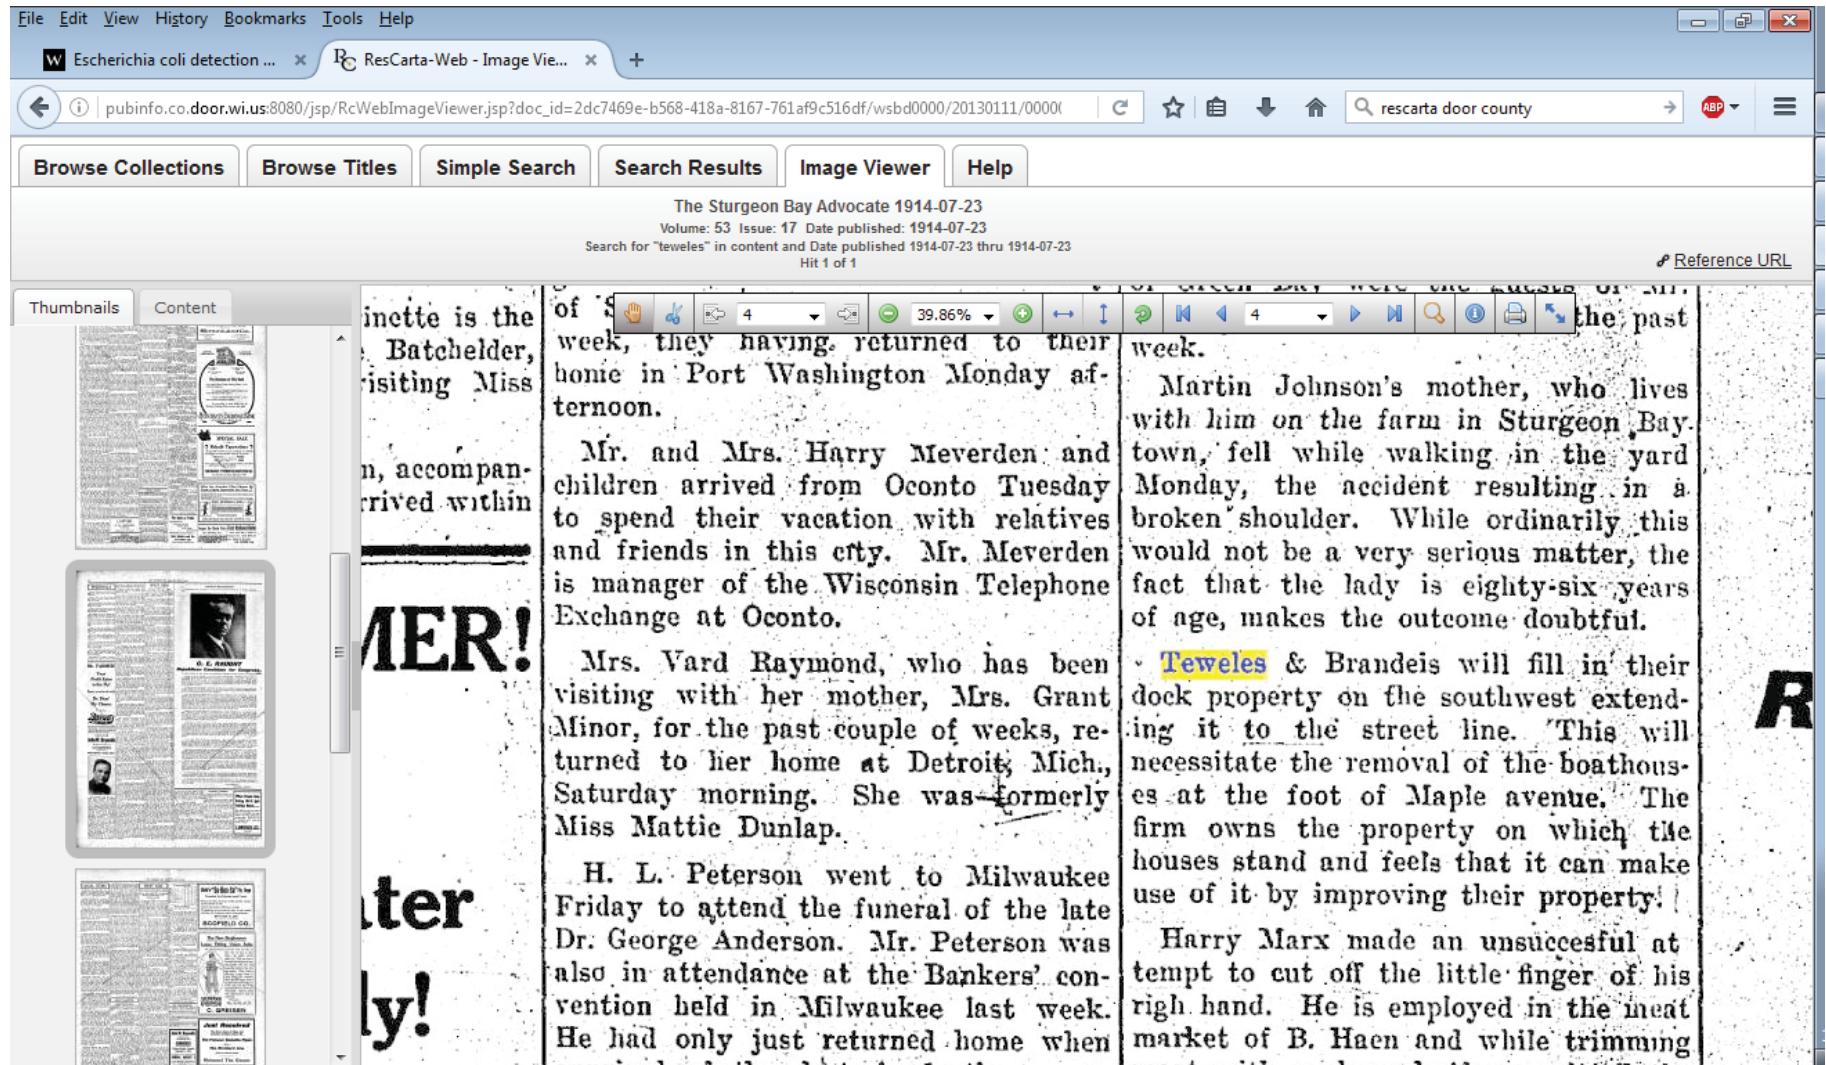 File Edit View History Bookmarks Tools Help
W Escherichia coli detection ... × RC ResCarta-Web - Image Vie... × +
pubinfo.co.door.wi.us:8080/jsp/RcWebImageViewer.jsp?doc_id=2dc7469e-b568-418a-8167-761af9c516df/wsbd0000/20130111/0000
rescarta door county
ABP
Browse Collections
Browse Titles
Simple Search
Search Results
Image Viewer
Help
The Sturgeon Bay Advocate 1914-07-23
Volume: 53 Issue: 17 Date published: 1914-07-23
Search for "teweles" in content and Date published 1914-07-23 thru 1914-07-23
Hit 1 of 1
Reference URL
Thumbnails
Content
4
39.86%
4
is the
Batchelder,
Miss
accompan-
within
MER!
ly!
of
week, they having returned to their
home in Port Washington Monday af-
ternoon.
Mr. and Mrs. Harry Meverden and
children arrived from Oconto Tuesday
to spend their vacation with relatives
and friends in this city. Mr. Meverden
is manager of the Wisconsin Telephone
Exchange at Oconto.
Mrs. Vard Raymond, who has been
visiting with her mother, Mrs. Grant
Minor, for the past couple of weeks, re-
turned to her home at Detroit, Mich.,
Saturday morning. She was formerly
Miss Mattie Dunlap.
H. L. Peterson went to Milwaukee
Friday to attend the funeral of the late
Dr. George Anderson. Mr. Peterson was
also in attendance at the Bankers' con-
vention held in Milwaukee last week.
He had only just returned home when
of Green Bay were the guests of Mr.
the past
week.
Martin Johnson's mother, who lives
with him on the farm in Sturgeon Bay
town, fell while walking in the yard
Monday, the accident resulting in a
broken shoulder. While ordinarily this
would not be a very serious matter, the
fact that the lady is eighty-six years
of age, makes the outcome doubtful.
Teweles & Brandeis will fill in their
dock property on the southwest extend-
ing it to the street line. This will
necessitate the removal of the boathous-
es at the foot of Maple avenue. The
firm owns the property on which the
houses stand and feels that it can make
use of it by improving their property.
Harry Marx made an unsuccesful at
tempt to cut off the little finger of his
righ hand. He is employed in the meat
market of B. Haen and while trimming
R